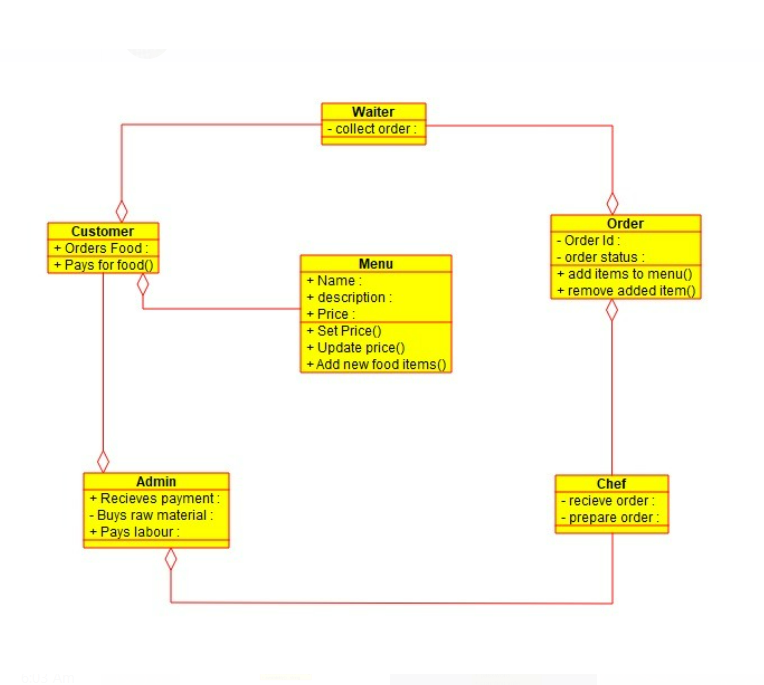 Waiter
- collect order :
Customer
+ Orders Food :
+ Pays for food()
Menu
+ Name :
+ description :
+ Price :
+ Set Price()
+ Update price()
+ Add new food items()
Order
- Order Id :
- order status :
+ add items to menu()
+ remove added item()
Admin
+ Recieves payment :
- Buys raw material :
+ Pays labour :
Chef
- recieve order :
- prepare order :